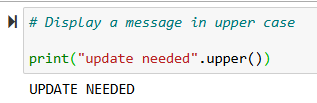 # Display a message in upper case
print("update needed".upper())
UPDATE NEEDED